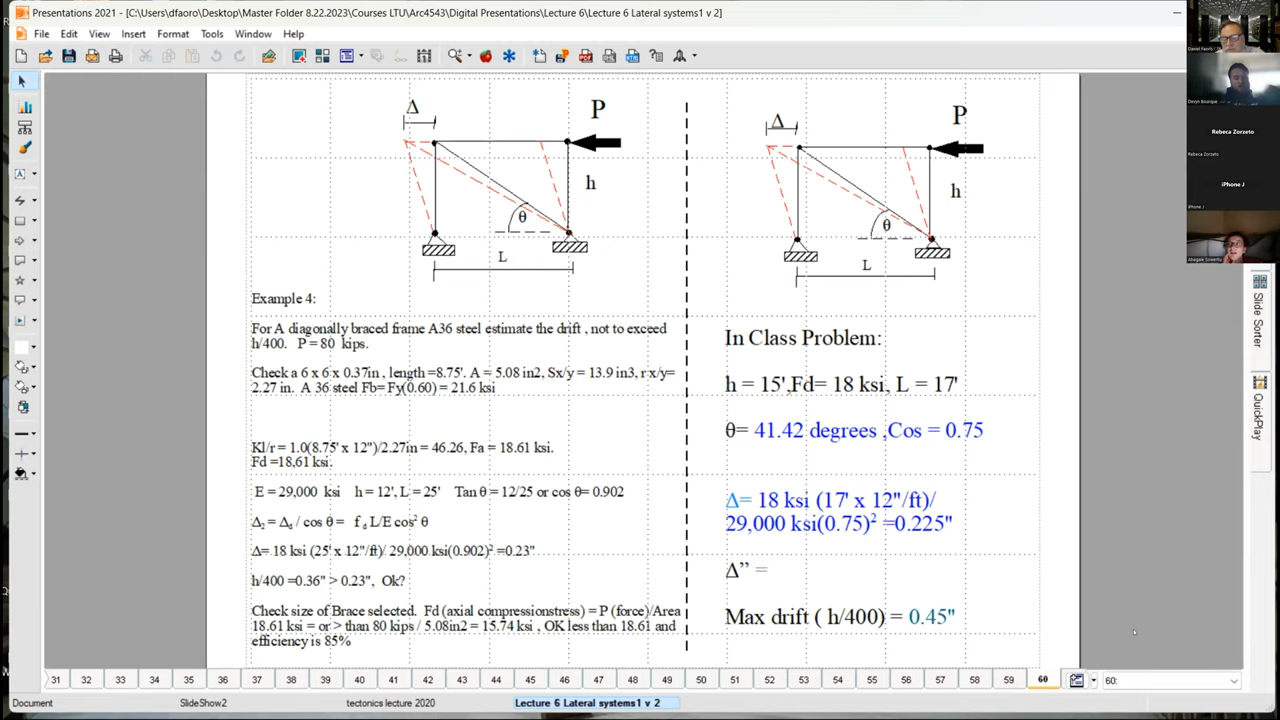 Presentations 2021 - [C:\Users\dfaoro\Desktop\Master Folder 8.22.2023\Courses LTU\Arc4543\Digital Presentations\Lecture 6\Lecture 6 Lateral systems1 v 2]
File Edit View Insert Format Tools Window Help
Δ
P
h
θ
L
Example 4:
For A diagonally braced frame A36 steel estimate the drift , not to exceed
h/400. P = 80 kips.
Check a 6 x 6 x 0.37in , length =8.75'. A = 5.08 in2, Sx/y = 13.9 in3, r x/y=
2.27 in. A 36 steel Fb= Fy(0.60) = 21.6 ksi
Kl/r = 1.0(8.75' x 12")/2.27in = 46.26, Fa = 18.61 ksi.
Fd =18,61 ksi.
E = 29,000 ksi h = 12', L = 25' Tan θ = 12/25 or cos θ= 0.902
Δ₂ = Δd / cos θ = f d L/E cos² θ
Δ= 18 ksi (25' x 12"/ft)/ 29,000 ksi(0.902)² =0.23"
h/400 =0.36" > 0.23", Ok?
Check size of Brace selected. Fd (axial compressionstress) = P (force)/Area
18.61 ksi = or > than 80 kips / 5.08in2 = 15.74 ksi , OK less than 18.61 and
efficiency is 85%
Δ
P
h
θ
L
In Class Problem:
h = 15',Fd= 18 ksi, L = 17'
θ= 41.42 degrees ,Cos = 0.75
Δ= 18 ksi (17' x 12"/ft)/
29,000 ksi(0.75)² =0.225"
Δ” =
Max drift ( h/400) = 0.45"
Devyn Bourque
Rebeca Zorzeto
Rebeca Zorzeto
iPhone J
iPhone J
Slide Sorter
QuickPlay
31 32 33 34 35 36 37 38 39 40 41 42 43 44 45 46 47 48 49 50 51 52 53 54 55 56 57 58 59 60
60:
Document SlideShow2 tectonics lecture 2020 Lecture 6 Lateral systems1 v 2